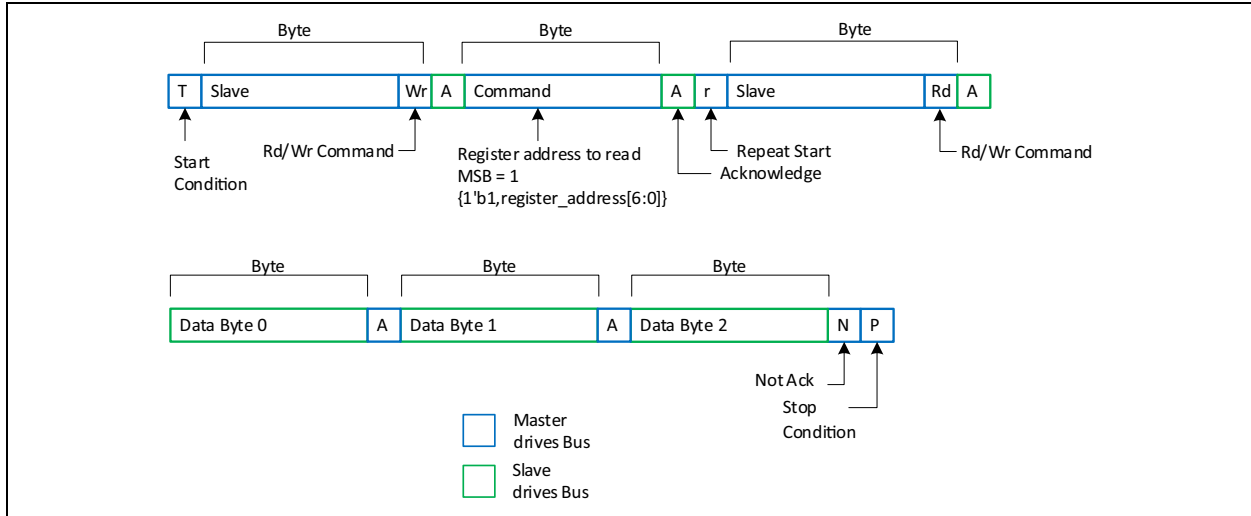 Byte Byte Byte
T Slave Wr A Command A r Slave Rd A
Start
Condition
Rd/Wr Command
Register address to read
MSB = 1
{1'b1,register_address[6:0]}
Repeat Start
Acknowledge
Rd/Wr Command
Byte Byte Byte
Data Byte 0 A Data Byte 1 A Data Byte 2 N P
Not Ack
Stop
Condition
Master
drives Bus
Slave
drives Bus